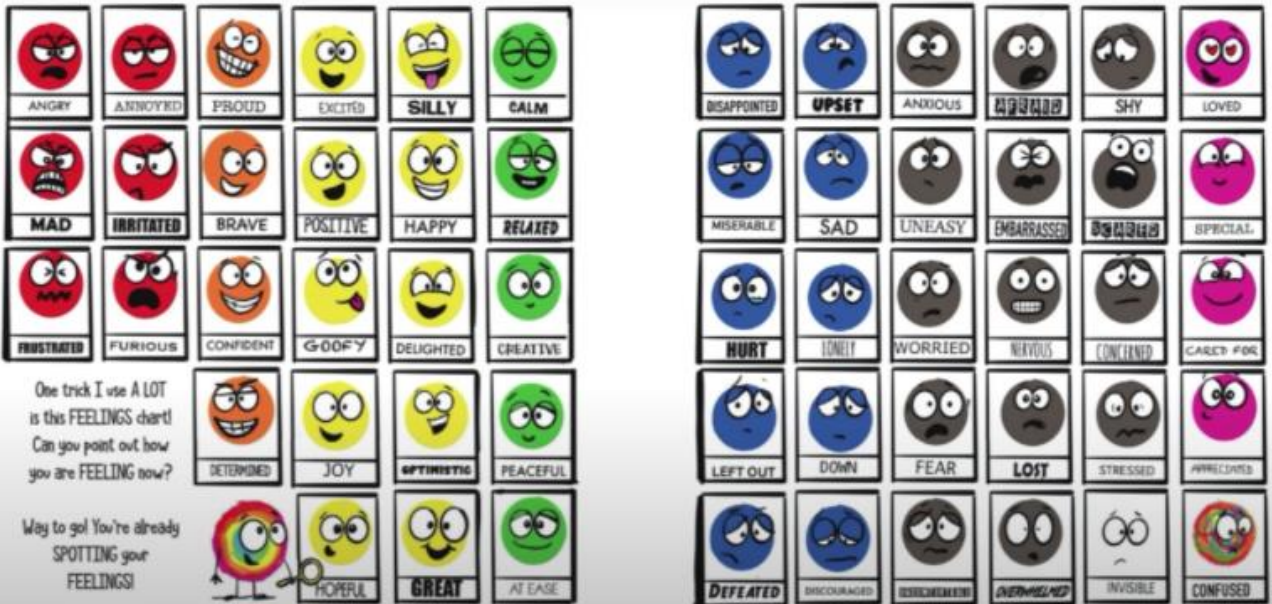 ANGRY ANNOYED PROUD EXCITED SILLY CALM
MAD IRRITATED BRAVE POSITIVE HAPPY RELAXED
FRUSTRATED FURIOUS CONFIDENT GOOFY DELIGHTED CREATIVE
One trick I use A LOT
is this FEELINGS chart!
Can you point out how
you are FEELING now?
DETERMINED JOY OPTIMISTIC PEACEFUL
Way to go! You're already
SPOTTING your
FEELINGS!
HOPEFUL GREAT AT EASE
DISAPPOINTED UPSET ANXIOUS AFRAID SHY LOVED
MISERABLE SAD UNEASY EMBARRASSED SCARED SPECIAL
HURT LONELY WORRIED NERVOUS CONCERNED CARED FOR
LEFT OUT DOWN FEAR LOST STRESSED APPRECIATED
DEFEATED DISCOURAGED OVERWHELMED INVISIBLE CONFUSED